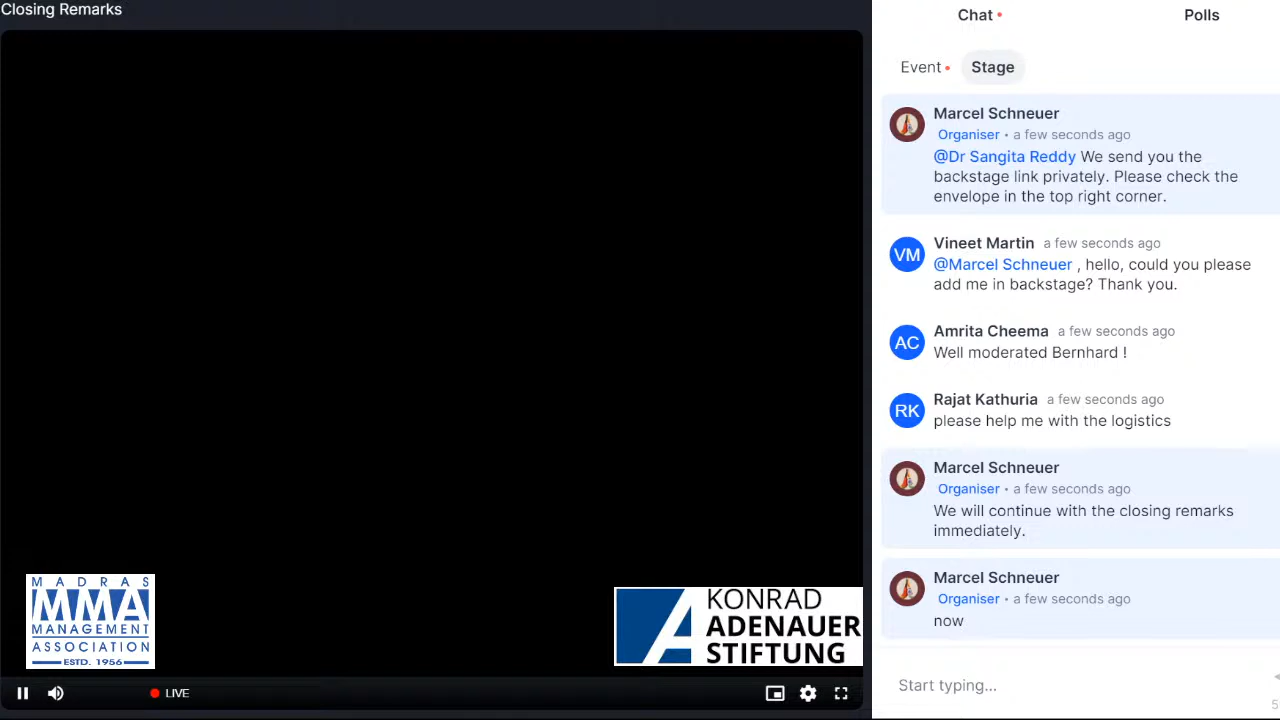 Closing Remarks
MADRAS
MMA
MANAGEMENT
ASSOCIATION
ESTD. 1956
KONRAD
ADENAUER
STIFTUNG
LIVE
Chat
Polls
Event
Stage
Marcel Schneuer
Organiser • a few seconds ago
@Dr Sangita Reddy We send you the
backstage link privately. Please check the
envelope in the top right corner.
VM
Vineet Martin a few seconds ago
@Marcel Schneuer , hello, could you please
add me in backstage? Thank you.
AC
Amrita Cheema a few seconds ago
Well moderated Bernhard !
RK
Rajat Kathuria a few seconds ago
please help me with the logistics
Marcel Schneuer
Organiser • a few seconds ago
We will continue with the closing remarks
immediately.
Marcel Schneuer
Organiser • a few seconds ago
now
Start typing...
5